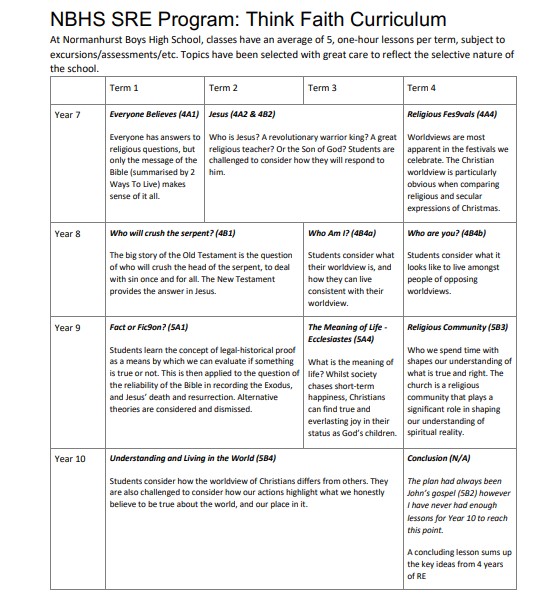 NBHS SRE Program: Think Faith Curriculum
At Normanhurst Boys High School, classes have an average of 5, one-hour lessons per term, subject to
excursions/assessments/etc. Topics have been selected with great care to reflect the selective nature of
the school.
Term 1
Term 2
Term 3
Term 4
Year 7
Everyone Believes (4A1)
Everyone has answers to
religious questions, but
only the message of the
Bible (summarised by 2
Ways To Live) makes
sense of it all.
Jesus (4A2 & 4B2)
Who is Jesus? A revolutionary warrior king? A great
religious teacher? Or the Son of God? Students are
challenged to consider how they will respond to
him.
Religious Fes9vals (4A4)
Worldviews are most
apparent in the festivals we
celebrate. The Christian
worldview is particularly
obvious when comparing
religious and secular
expressions of Christmas.
Year 8
Who will crush the serpent? (4B1)
The big story of the Old Testament is the question
of who will crush the head of the serpent, to deal
with sin once and for all. The New Testament
provides the answer in Jesus.
Who Am I? (4B4a)
Students consider what
their worldview is, and
how they can live
consistent with their
worldview.
Who are you? (4B4b)
Students consider what it
looks like to live amongst
people of opposing
worldviews.
Year 9
Fact or Fic9on? (5A1)
Students learn the concept of legal-historical proof
as a means by which we can evaluate if something
is true or not. This is then applied to the question of
the reliability of the Bible in recording the Exodus,
and Jesus' death and resurrection. Alternative
theories are considered and dismissed.
The Meaning of Life -
Ecclesiastes (5A4)
What is the meaning of
life? Whilst society
chases short-term
happiness, Christians
can find true and
everlasting joy in their
status as God's children.
Religious Community (5B3)
Who we spend time with
shapes our understanding of
what is true and right. The
church is a religious
community that plays a
significant role in shaping
our understanding of
spiritual reality.
Year 10
Understanding and Living in the World (5B4)
Students consider how the worldview of Christians differs from others. They
are also challenged to consider how our actions highlight what we honestly
believe to be true about the world, and our place in it.
Conclusion (N/A)
The plan had always been
John's gospel (5B2) however
I have never had enough
lessons for Year 10 to reach
this point.
A concluding lesson sums up
the key ideas from 4 years
of RE